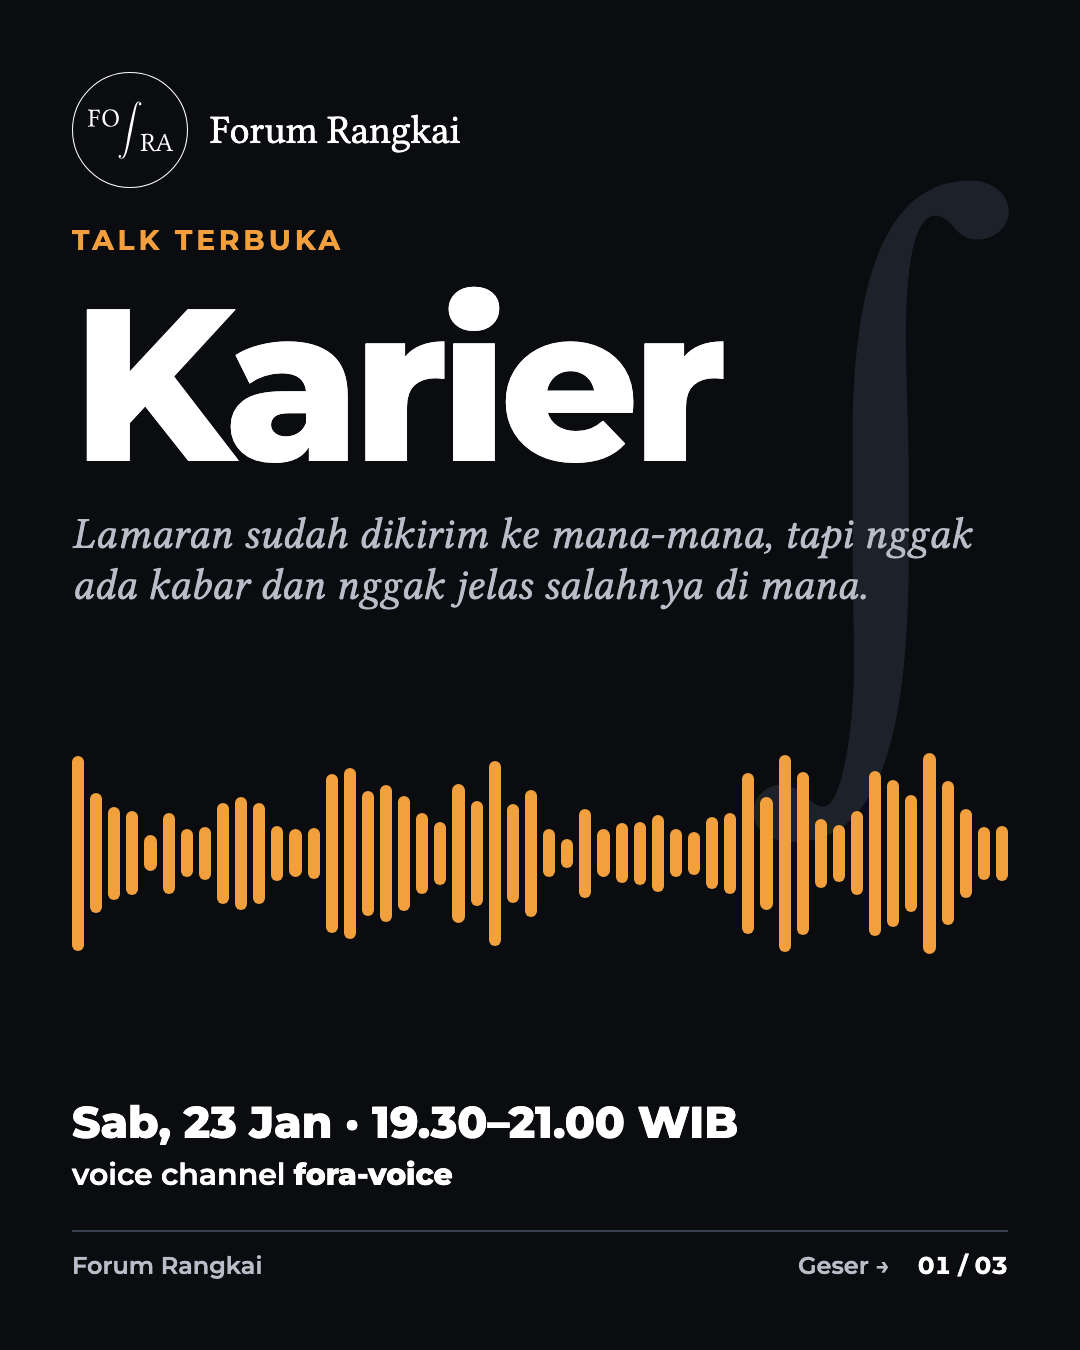 FO∫RA
Forum Rangkai
TALK TERBUKA
Karier
Lamaran sudah dikirim ke mana-mana, tapi nggak
ada kabar dan nggak jelas salahnya di mana.
Sab, 23 Jan · 19.30–21.00 WIB
voice channel fora-voice
Forum Rangkai
Geser → 01 / 03